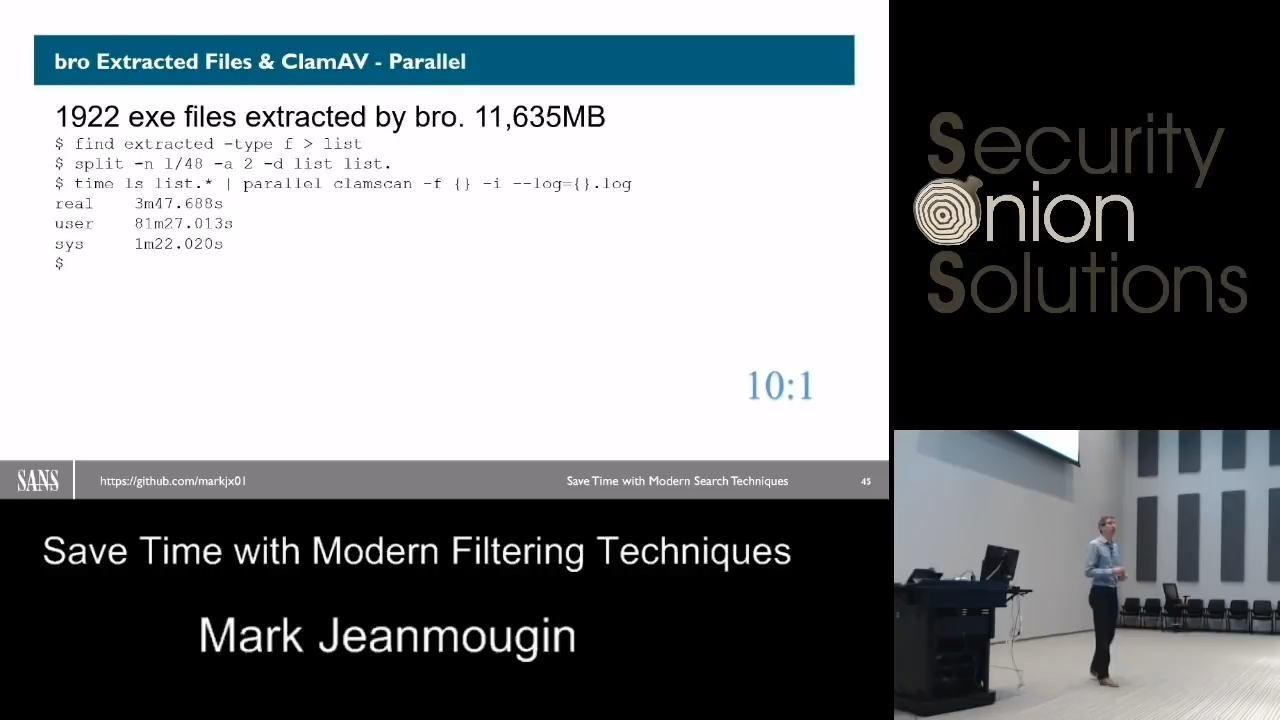 bro Extracted Files & ClamAV - Parallel
1922 exe files extracted by bro. 11,635MB
$ find extracted -type f > list
$ split -n l/48 -a 2 -d list list.
$ time ls list.* | parallel clamscan -f {} -i --log={}.log
real 3m47.688s
user 81m27.013s
sys 1m22.020s
$
10:1
SANS
https://github.com/markjx01
Save Time with Modern Search Techniques
45
Save Time with Modern Filtering Techniques
Mark Jeanmougin
Security
Onion
Solutions